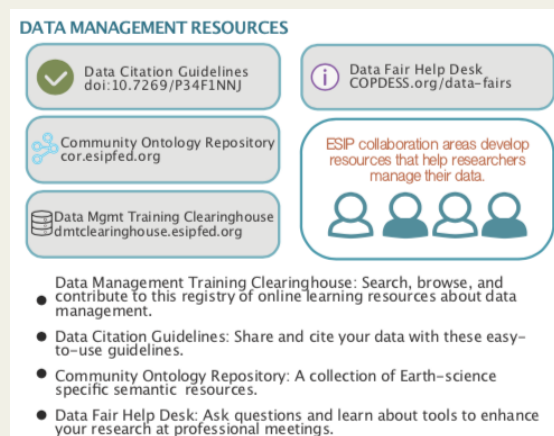 DATA MANAGEMENT RESOURCES
Data Citation Guidelines
doi:10.7269/P34F1NNJ
Data Fair Help Desk
COPDESS.org/data-fairs
Community Ontology Repository
cor.esipfed.org
ESIP collaboration areas develop
resources that help researchers
manage their data.
Data Mgmt Training Clearinghouse
dmtclearinghouse.esipfed.org
Data Management Training Clearinghouse: Search, browse, and
contribute to this registry of online learning resources about data
management.
Data Citation Guidelines: Share and cite your data with these easy-
to-use guidelines.
Community Ontology Repository: A collection of Earth-science
specific semantic resources.
Data Fair Help Desk: Ask questions and learn about tools to enhance
your research at professional meetings.